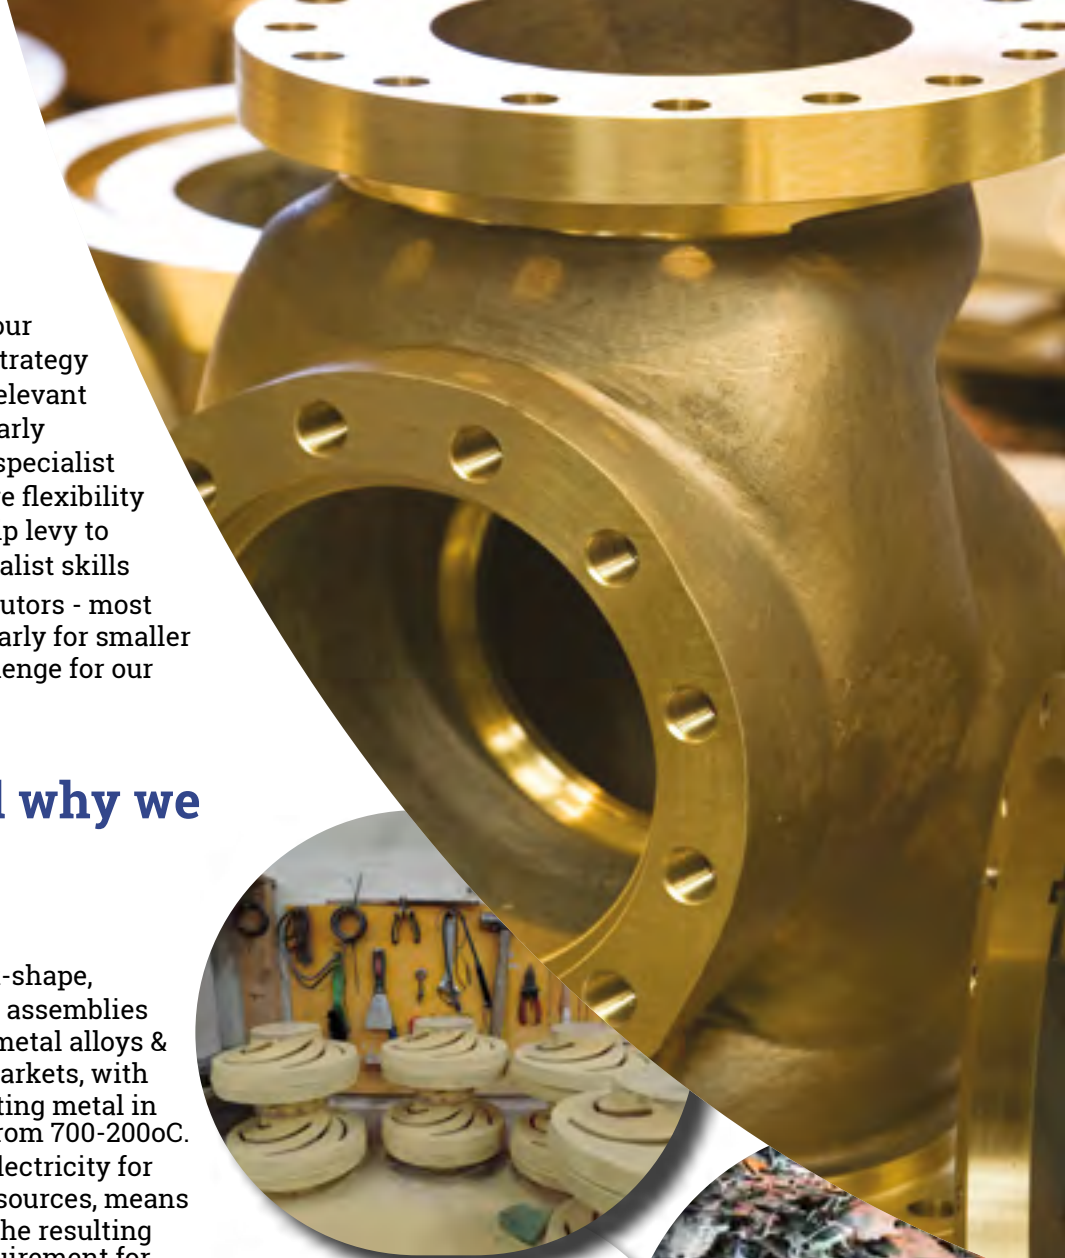 our
trategy
elevant
arly
specialist
e flexibility
p levy to
alist skills
utors - most
arly for smaller
enge for our
why we
-shape,
assemblies
metal alloys &
arkets, with
ting metal in
rom 700-200oC.
lectricity for
sources, means
he resulting
uirement for